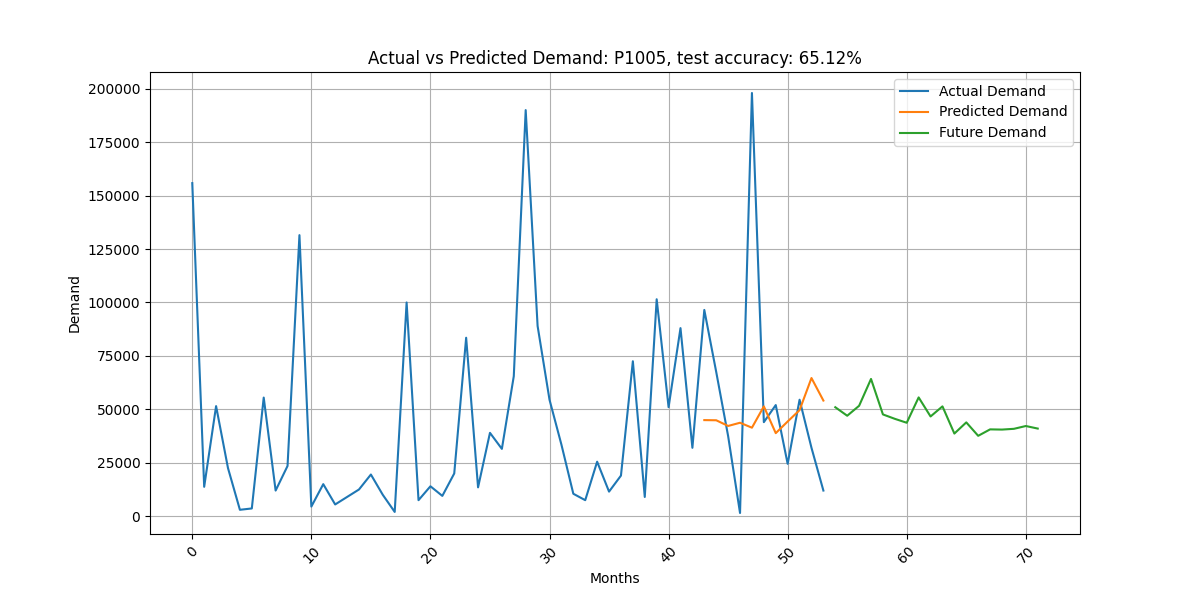 Actual vs Predicted Demand: P1005, test accuracy: 65.12%
Actual Demand
Predicted Demand
Future Demand
200000
175000
150000
125000
100000
75000
50000
25000
0
Demand
0 10 20 30 40 50 60 70
Months